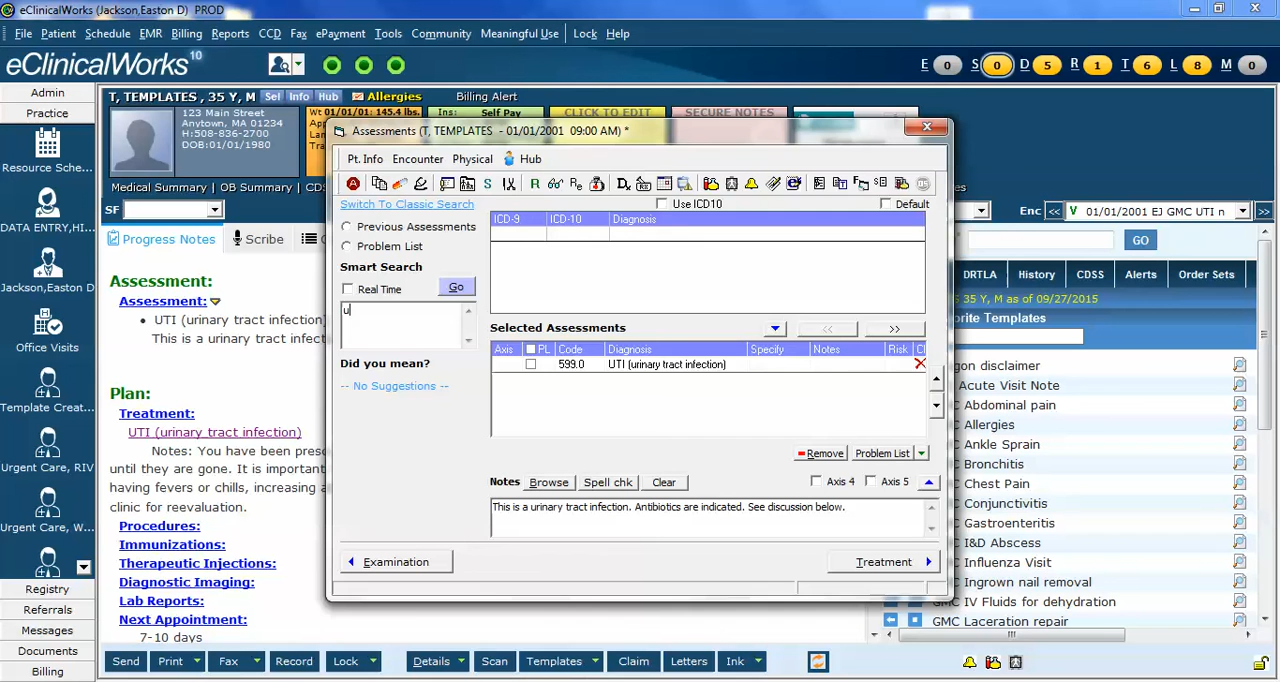 eClinicalWorks (Jackson,Easton D) PROD
File Patient Schedule EMR Billing Reports CCD Fax ePayment Tools Community Meaningful Use Lock Help
eClinicalWorks 10
E 0 S 0 D 5 R 1 T 6 L 8 M 0
Admin
Practice
Resource Sche...
DATA ENTRY,HI...
Jackson,Easton D
Office Visits
Template Creat...
Urgent Care, RIV
Urgent Care, W...
Registry
Referrals
Messages
Documents
Billing
T, TEMPLATES , 35 Y, M Sel Info Hub Allergies Billing Alert
123 Main Street
Anytown, MA 01234
H:508-836-2700
DOB:01/01/1980
Wt 01/01/01: 145.4 lbs.
Ins: Self Pay
CLICK TO EDIT
SECURE NOTES
Medical Summary | OB Summary | CDS
SF
Enc << V 01/01/2001 EJ GMC UTI n >>
Progress Notes Scribe
GO
DRTLA History CDSS Alerts Order Sets
35 Y, M as of 09/27/2015
orite Templates
gon disclaimer
Acute Visit Note
C Abdominal pain
C Allergies
C Ankle Sprain
C Bronchitis
C Chest Pain
C Conjunctivitis
C Gastroenteritis
C I&D Abscess
C Influenza Visit
C Ingrown nail removal
GMC IV Fluids for dehydration
GMC Laceration repair
Assessment:
Assessment:
UTI (urinary tract infection)
This is a urinary tract infect
Plan:
Treatment:
UTI (urinary tract infection)
Notes: You have been pres
until they are gone. It is important
having fevers or chills, increasing a
clinic for reevaluation.
Procedures:
Immunizations:
Therapeutic Injections:
Diagnostic Imaging:
Lab Reports:
Next Appointment:
7-10 days
Send Print Fax Record Lock Details Scan Templates Claim Letters Ink
Assessments (T, TEMPLATES - 01/01/2001 09:00 AM) *
Pt. Info Encounter Physical Hub
Switch To Classic Search
Use ICD10 Default
Previous Assessments
Problem List
Smart Search
Real Time Go
u
Did you mean?
-- No Suggestions --
ICD-9 ICD-10 Diagnosis
Selected Assessments << >>
Axis PL Code Diagnosis Specify Notes Risk Cl
599.0 UTI (urinary tract infection)
Remove Problem List
Notes Browse Spell chk Clear Axis 4 Axis 5
This is a urinary tract infection. Antibiotics are indicated. See discussion below.
Examination Treatment